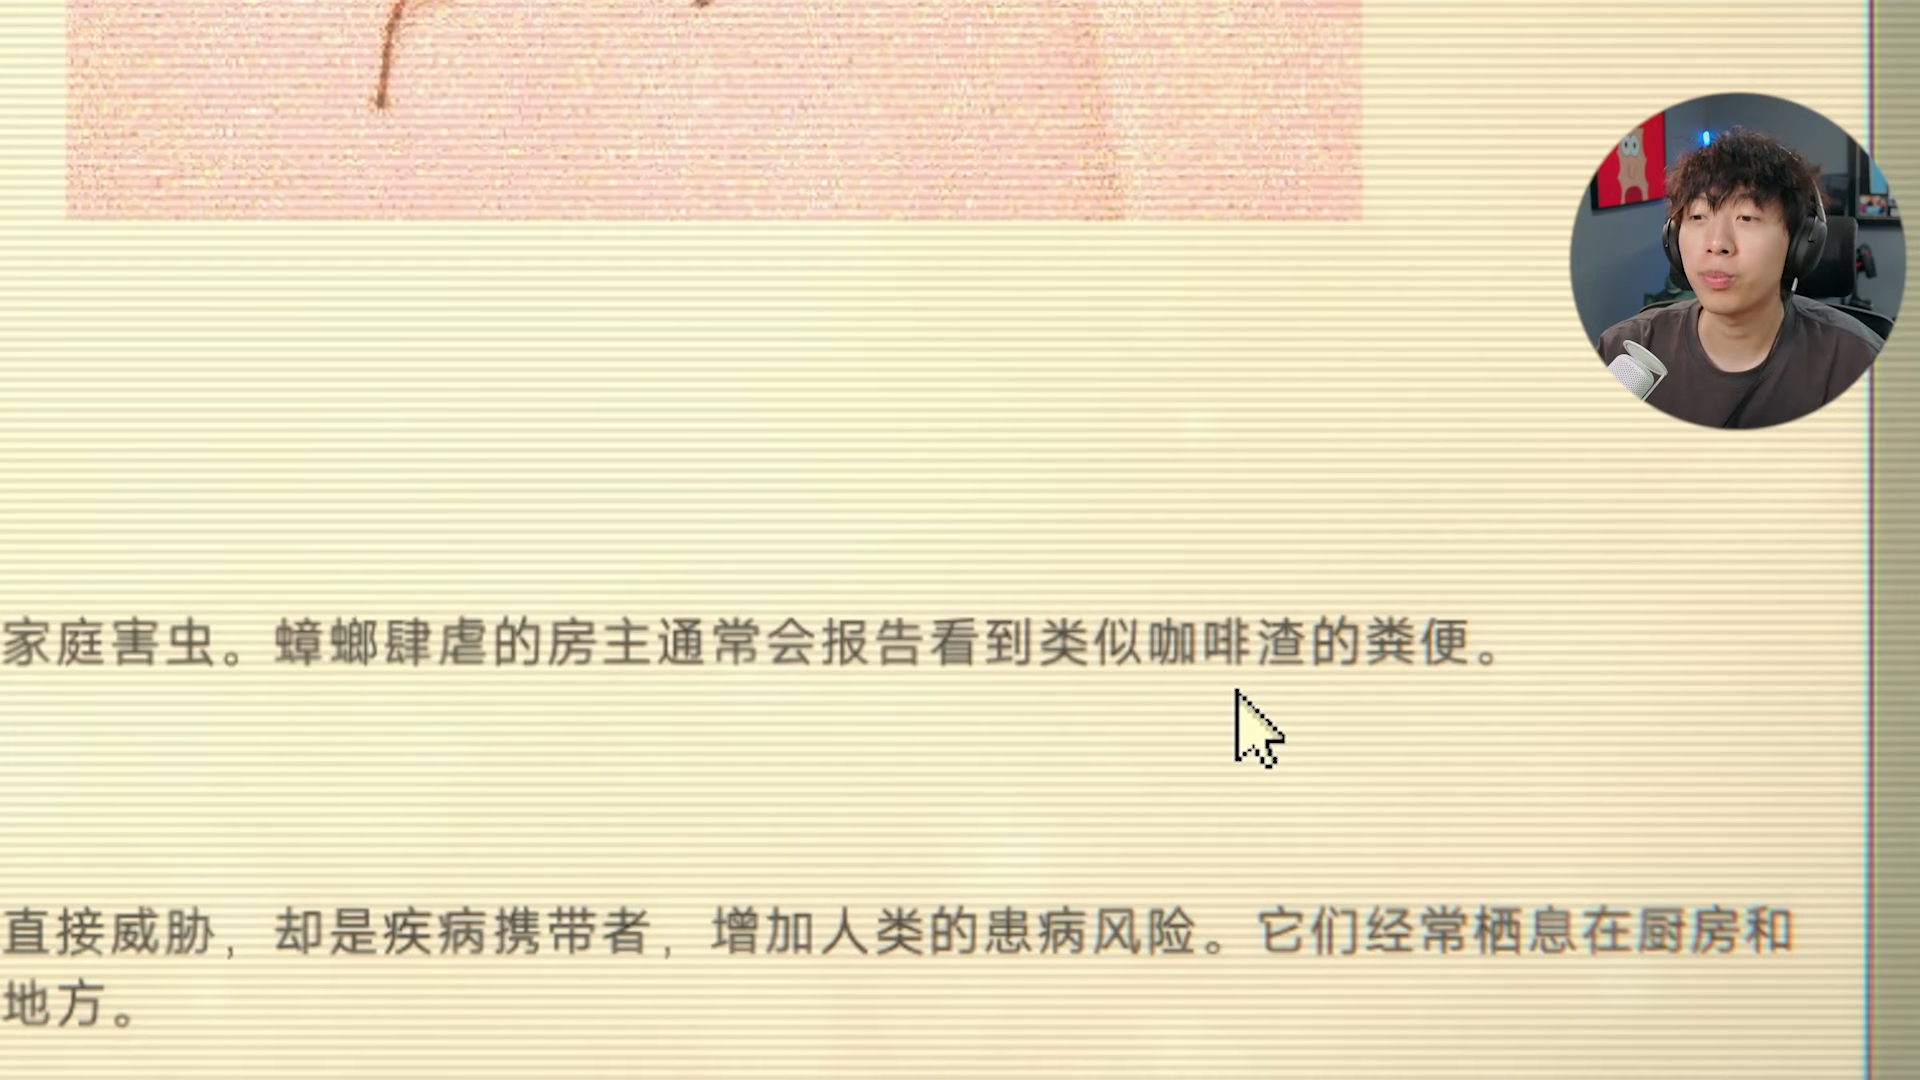 家庭害虫。蟑螂肆虐的房主通常会报告看到类似咖啡渣的粪便。
直接威胁，却是疾病携带者，增加人类的患病风险。它们经常栖息在厨房和
地方。